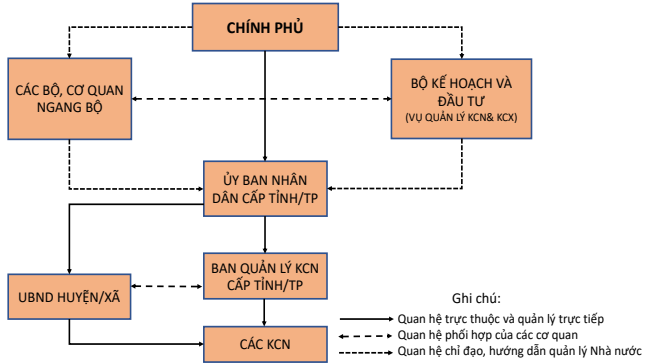 CHÍNH PHỦ
CÁC BỘ, CƠ QUAN
NGANG BỘ
BỘ KẾ HOẠCH VÀ
ĐẦU TƯ
(VỤ QUẢN LÝ KCN& KCX)
ỦY BAN NHÂN
DÂN CẤP TỈNH/TP
UBND HUYỆN/XÃ
BAN QUẢN LÝ KCN
CẤP TỈNH/TP
CÁC KCN
Ghi chú:
Quan hệ trực thuộc và quản lý trực tiếp
Quan hệ phối hợp của các cơ quan
Quan hệ chỉ đạo, hướng dẫn quản lý Nhà nước